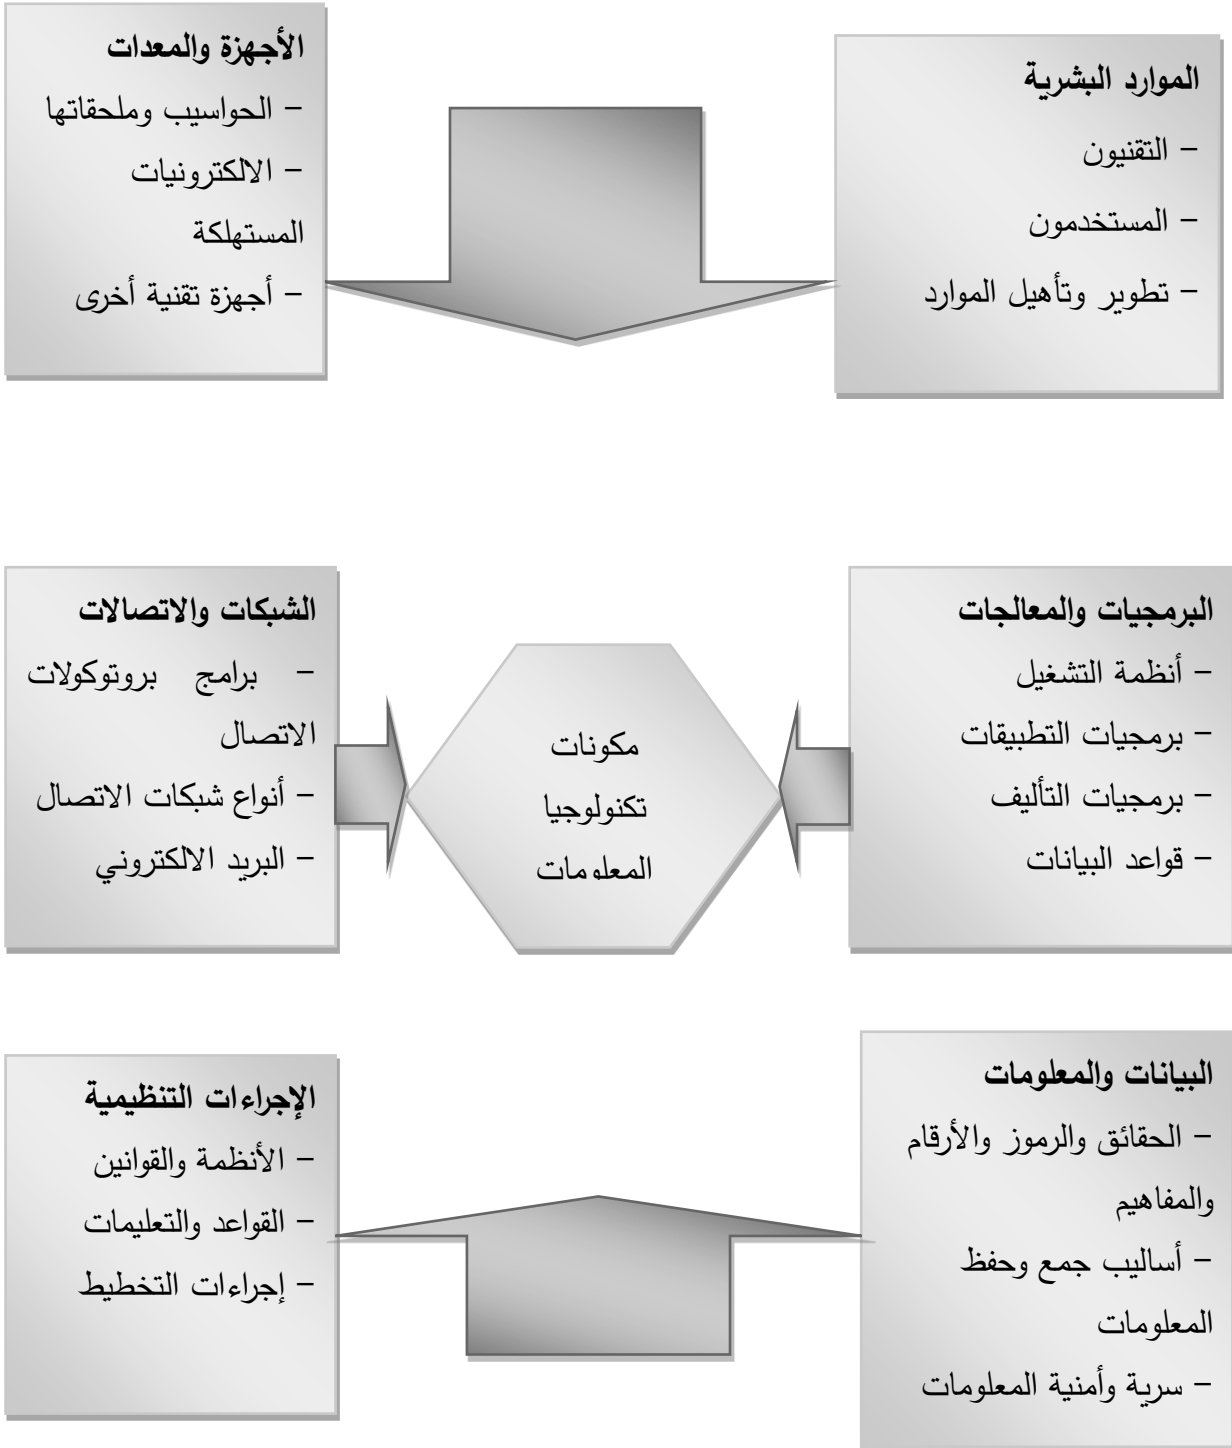 الموارد البشرية
– التقنيون
– المستخدمون
– تطوير وتأهيل الموارد
الأجهزة والمعدات
– الحواسيب وملحقاتها
– الالكترونيات
المستهلكة
– أجهزة تقنية أخرى
البرمجيات والمعالجات
– أنظمة التشغيل
– برمجيات التطبيقات
– برمجيات التأليف
– قواعد البيانات
مكونات
تكنولوجيا
المعلومات
الشبكات والاتصالات
– برامج بروتوكولات
الاتصال
– أنواع شبكات الاتصال
– البريد الالكتروني
البيانات والمعلومات
– الحقائق والرموز والأرقام
والمفاهيم
– أساليب جمع وحفظ
المعلومات
– سرية وأمنية المعلومات
الإجراءات التنظيمية
– الأنظمة والقوانين
– القواعد والتعليمات
– إجراءات التخطيط